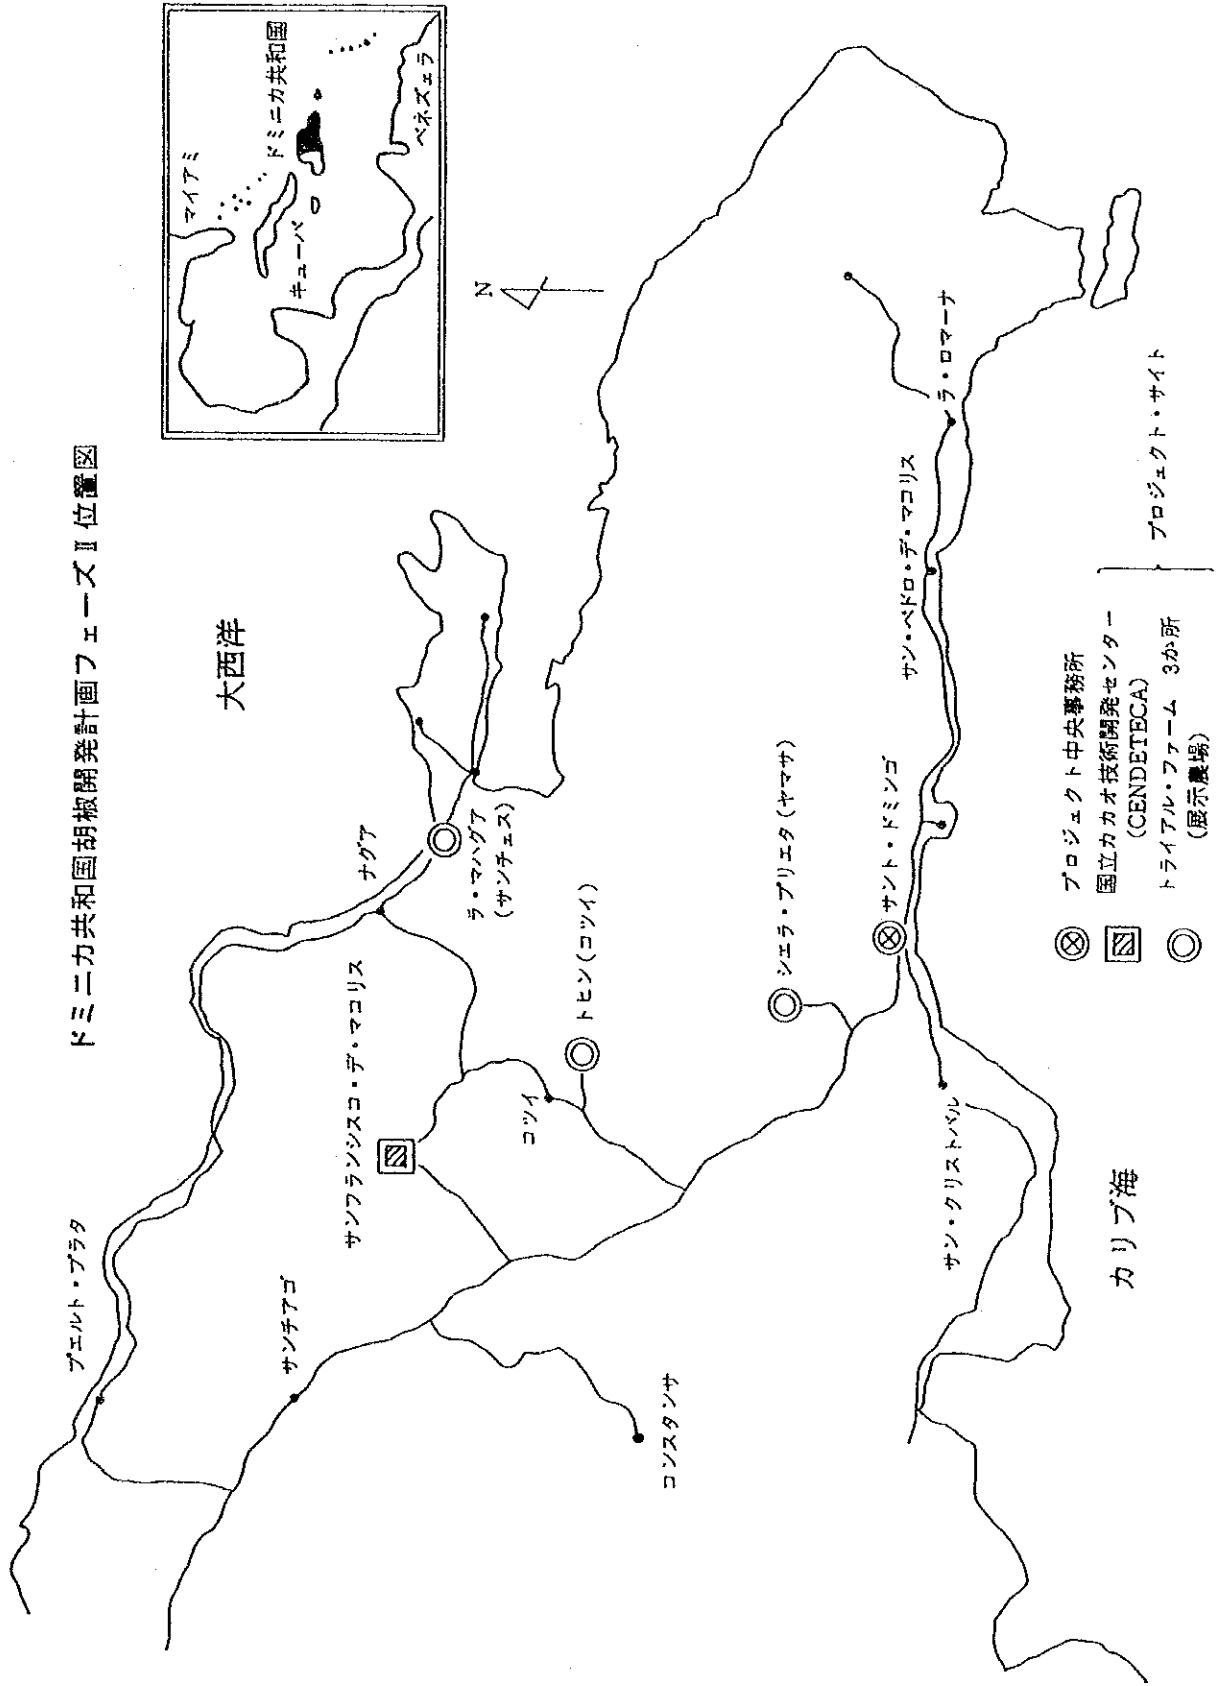 ドミニカ共和国胡椒開発計画フェーズⅡ位置図
マイアミ
ドミニカ共和国
キューバ
ベネズェラ
N
大西洋
プエルト・プラタ
サンチアゴ
サンフランシスコ・デ・マコリス
ナグア
ラ・マハグア
(サンチェス)
コツイ
トヒン(コツイ)
コンスタンサ
シエラ・プリエタ(ヤマサ)
サント・ドミンゴ
サン・ペドロ・デ・マコリス
ラ・ロマーナ
サン・クリストバル
カリブ海
プロジェクト中央事務所
国立カカオ技術開発センター
(CENDETECA)
トライアル・ファーム 3か所
(展示農場)
プロジェクト・サイト